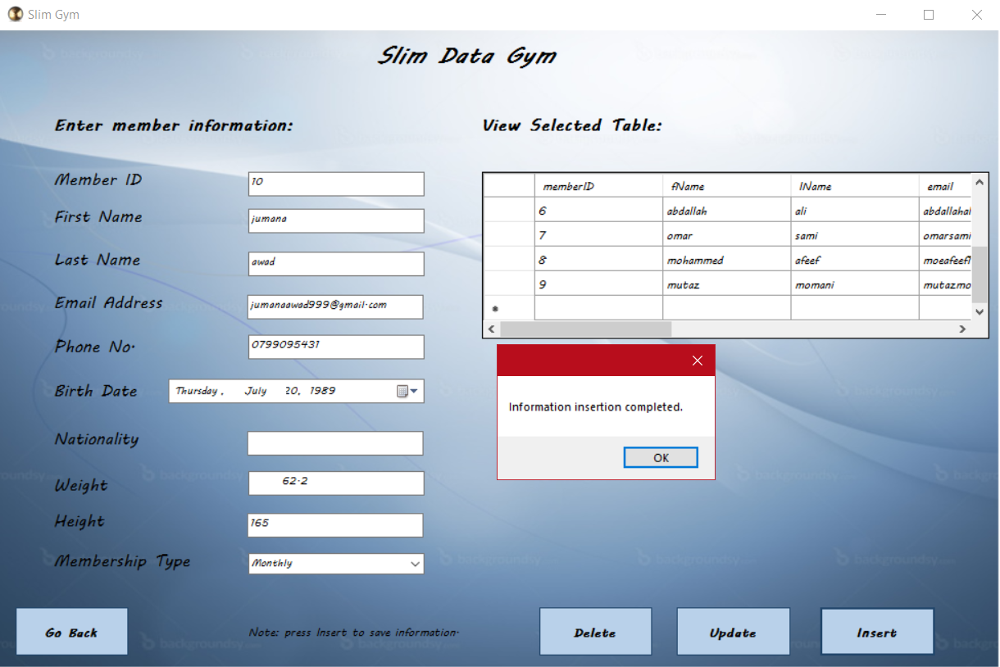 Slim Gym
Slim Data Gym
Enter member information:
Member ID 10
First Name jumana
Last Name awad
Email Address jumanaawad999@gmail.com
Phone No. 0799095431
Birth Date Thursday, July 20, 1989
Nationality
Weight 62.2
Height 165
Membership Type Monthly
View Selected Table:
memberID fName lName email
6 abdallah ali abdallahal
7 omar sami omarsami
8 mohammed afeef moeafeef1
9 mutaz momani mutazmo
*
Information insertion completed.
OK
Go Back
Note: press Insert to save information.
Delete
Update
Insert